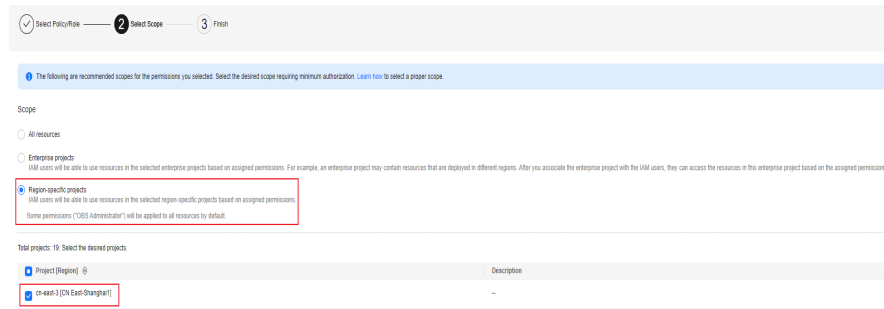 Select Policy/Role
2 Select Scope
3 Finish
The following are recommended scopes for the permissions you selected. Select the desired scope requiring minimum authorization. Learn how to select a proper scope.
Scope
All resources
Enterprise projects
IAM users will be able to use resources in the selected enterprise projects based on assigned permissions. For example, an enterprise project may contain resources that are deployed in different regions. After you associate the enterprise project with the IAM users, they can access the resources in this enterprise project based on the assigned permission
Region-specific projects
IAM users will be able to use resources in the selected region-specific projects based on assigned permissions.
Some permissions ("OBS Administrator") will be applied to all resources by default.
Total projects: 19. Select the desired projects.
Project [Region] Description
cn-east-3 [CN East-Shanghai1] --